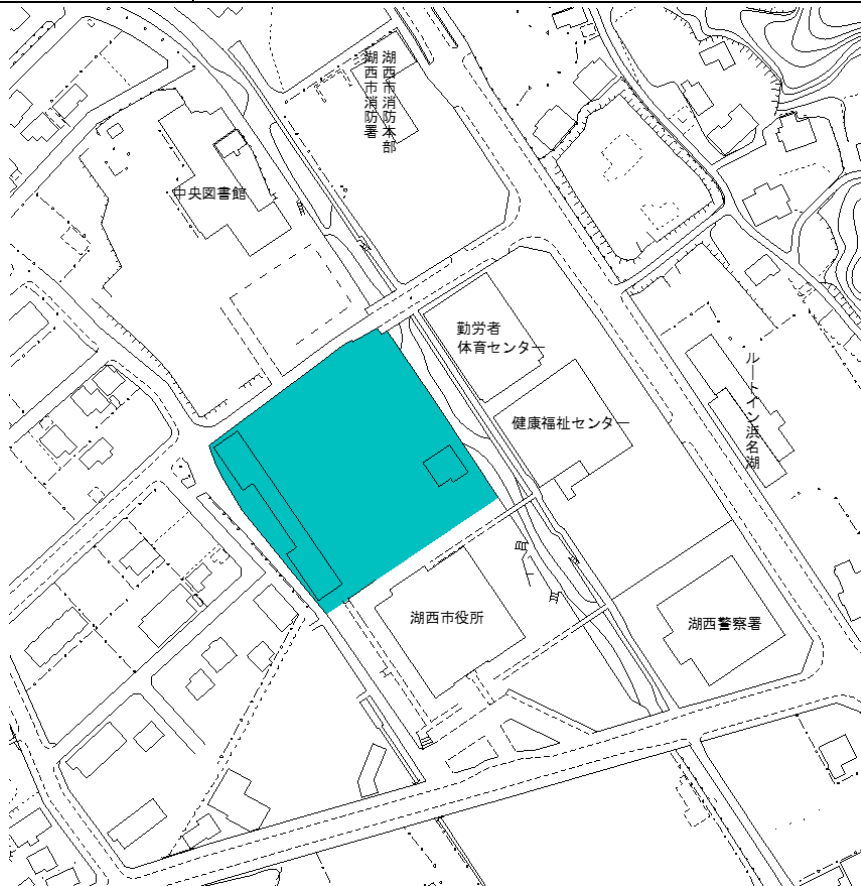 湖西市消防本部
湖西市消防署
中央図書館
勤労者
体育センター
健康福祉センター
ルートイン浜名湖
湖西市役所
湖西警察署